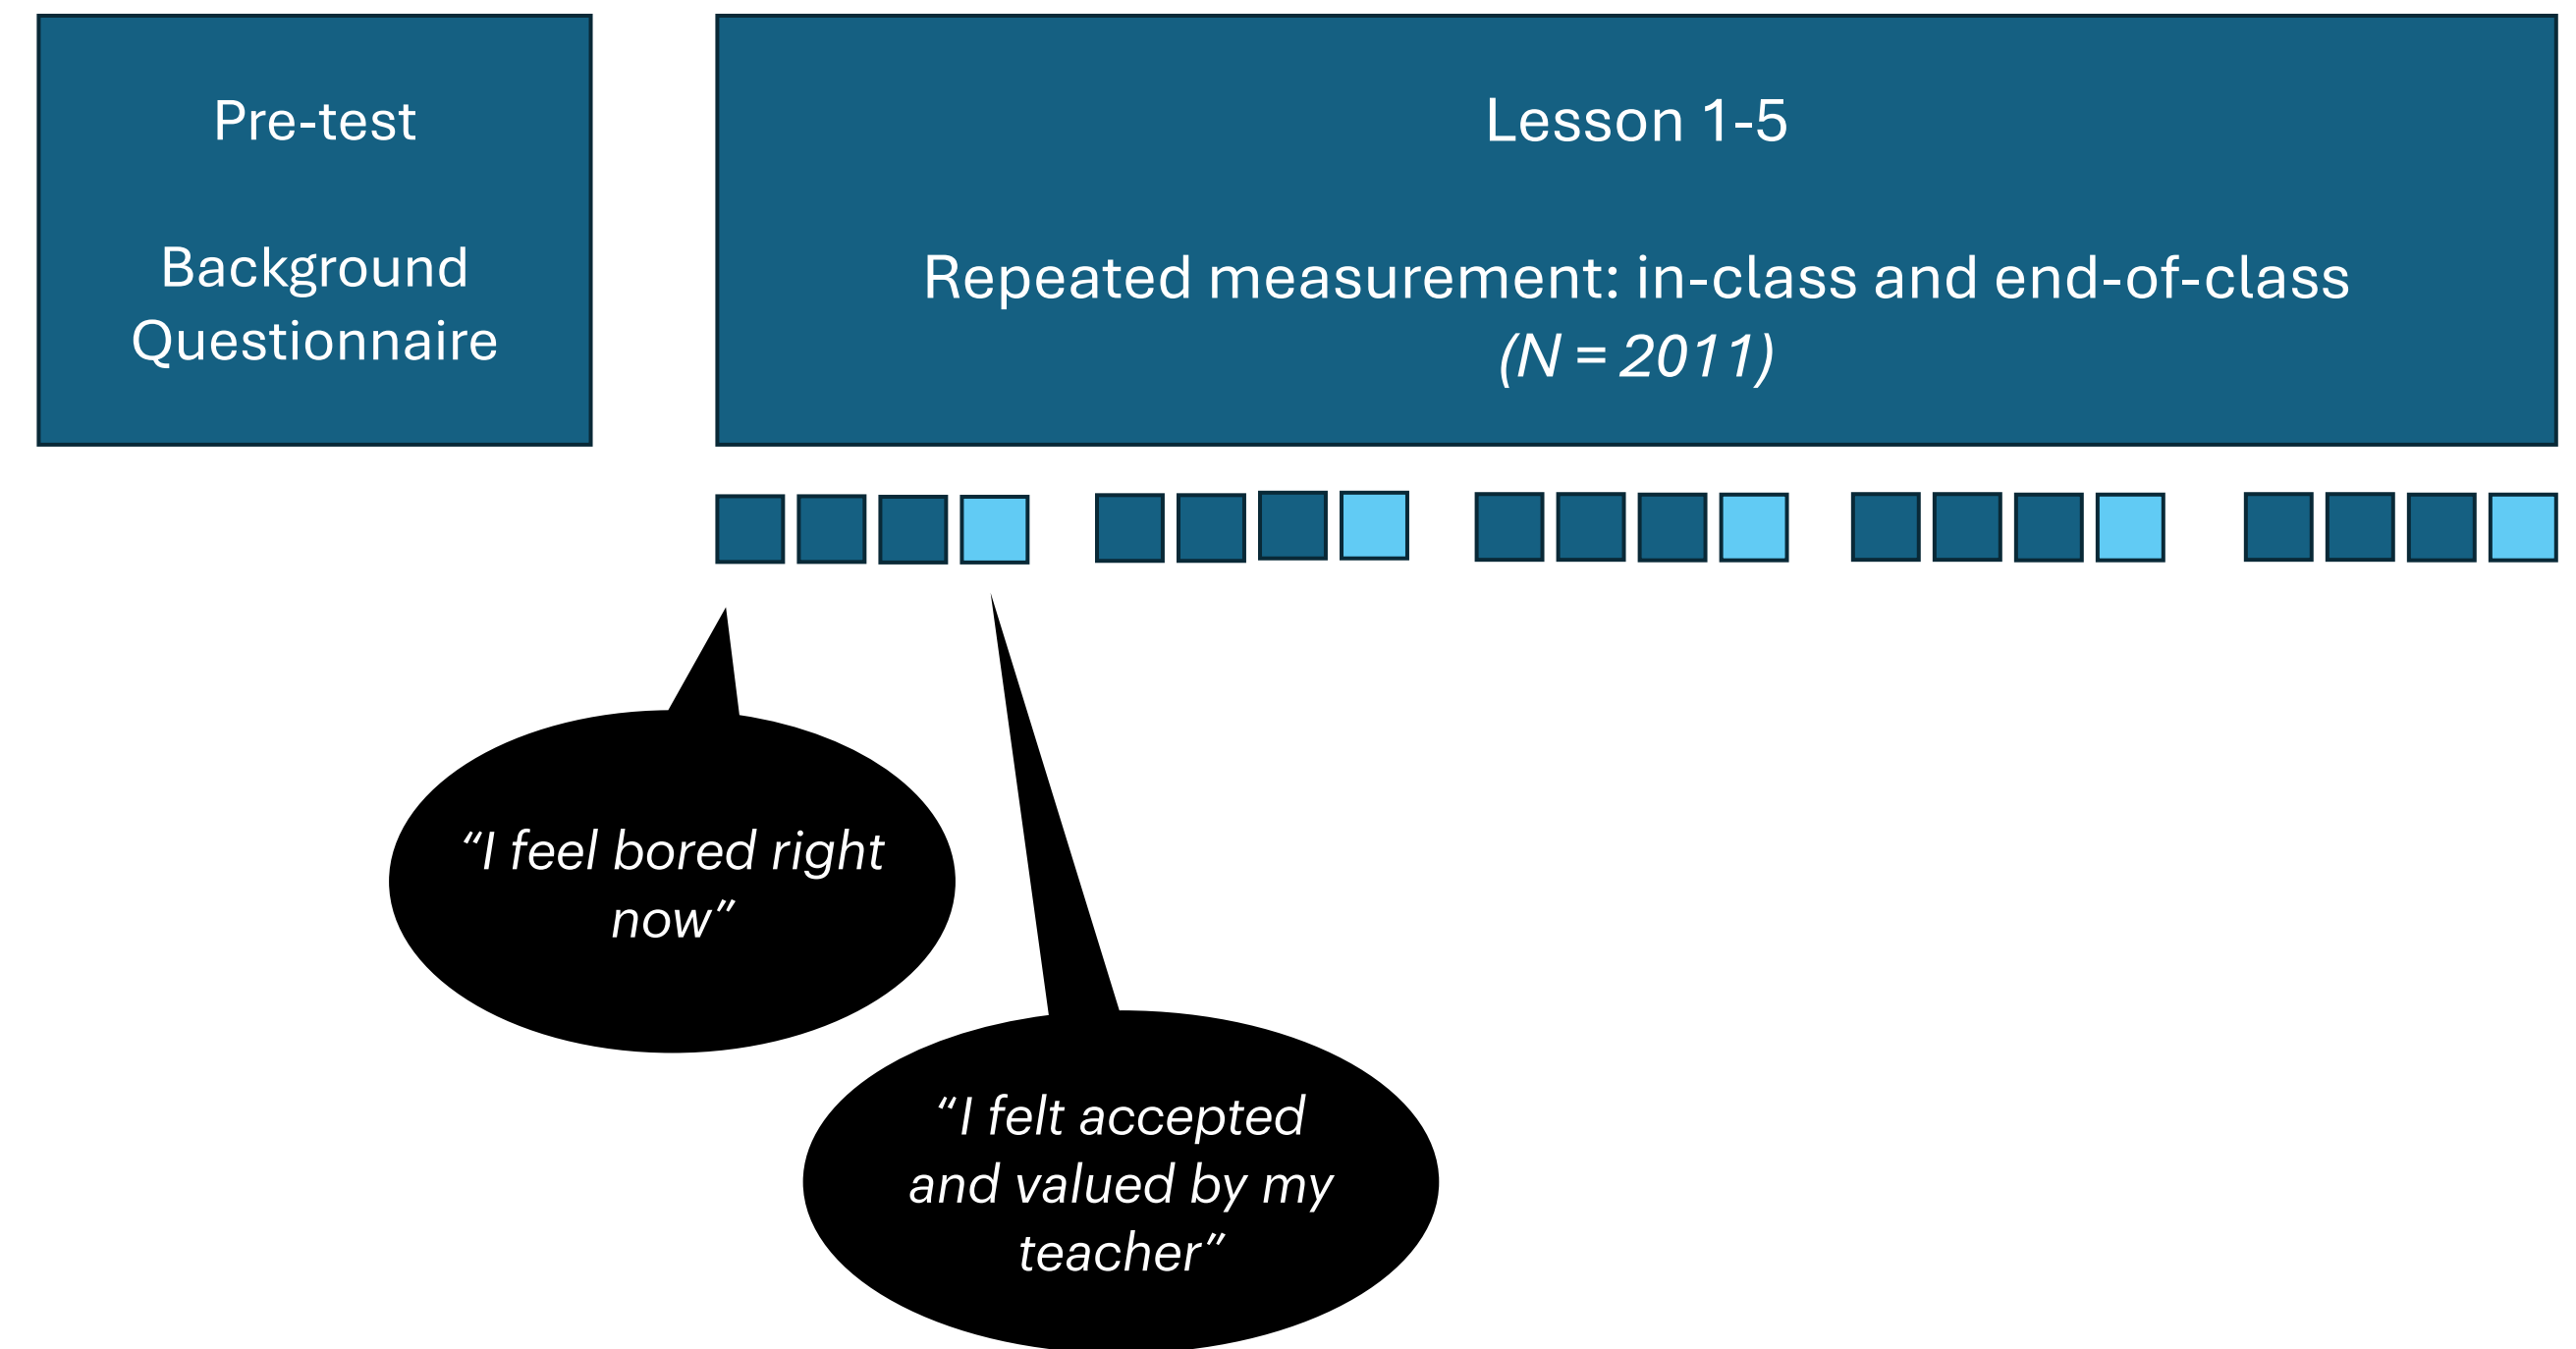 Pre-test
Background
Questionnaire
Lesson 1-5
Repeated measurement: in-class and end-of-class
(N = 2011)
“I feel bored right
now”
“I felt accepted
and valued by my
teacher”